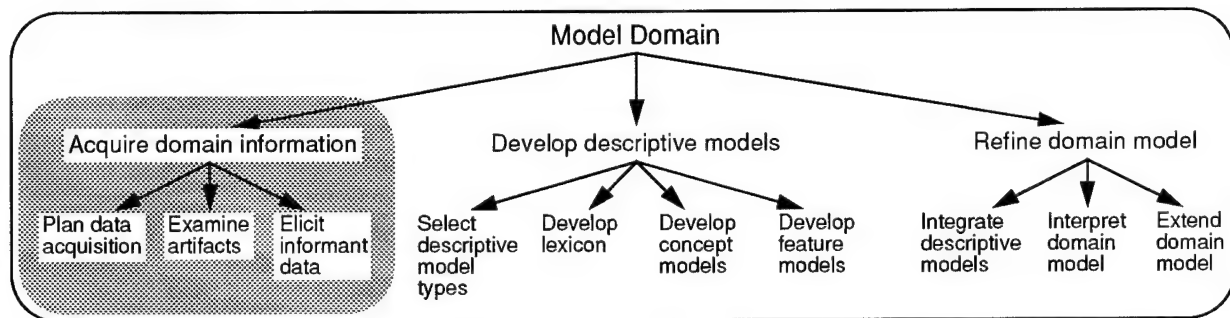 Model Domain
Acquire domain information
Develop descriptive models
Refine domain model
Plan data
acquisition
Examine
artifacts
Elicit
informant
data
Select
descriptive
model
types
Develop
lexicon
Develop
concept
models
Develop
feature
models
Integrate
descriptive
models
Interpret
domain
model
Extend
domain
model